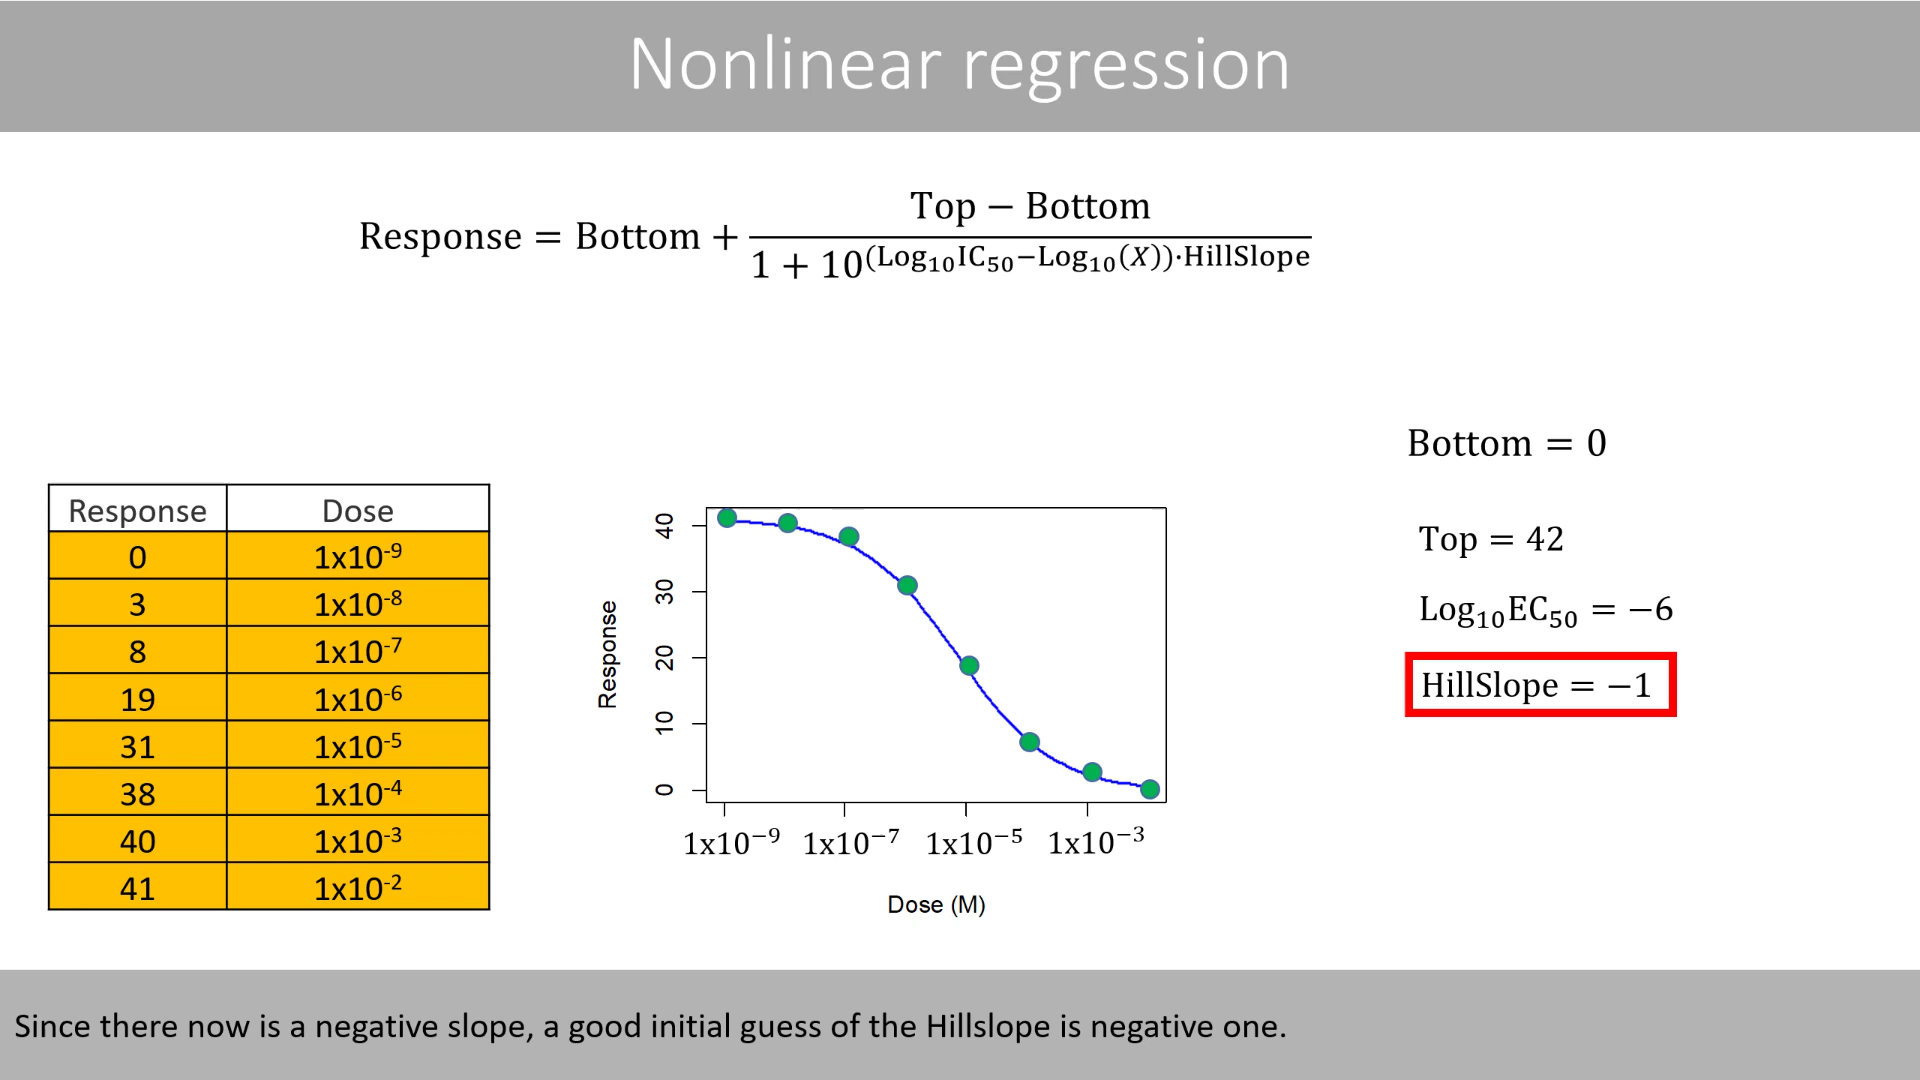 Nonlinear regression
Response = Bottom + (Top − Bottom) / (1 + 10^((Log₁₀IC₅₀−Log₁₀(X))·HillSlope))
Bottom = 0
Top = 42
Log₁₀EC₅₀ = −6
HillSlope = −1
Response Dose
0 1x10⁻⁹
3 1x10⁻⁸
8 1x10⁻⁷
19 1x10⁻⁶
31 1x10⁻⁵
38 1x10⁻⁴
40 1x10⁻³
41 1x10⁻²
Response
40
30
20
10
0
1x10⁻⁹ 1x10⁻⁷ 1x10⁻⁵ 1x10⁻³
Dose (M)
Since there now is a negative slope, a good initial guess of the Hillslope is negative one.